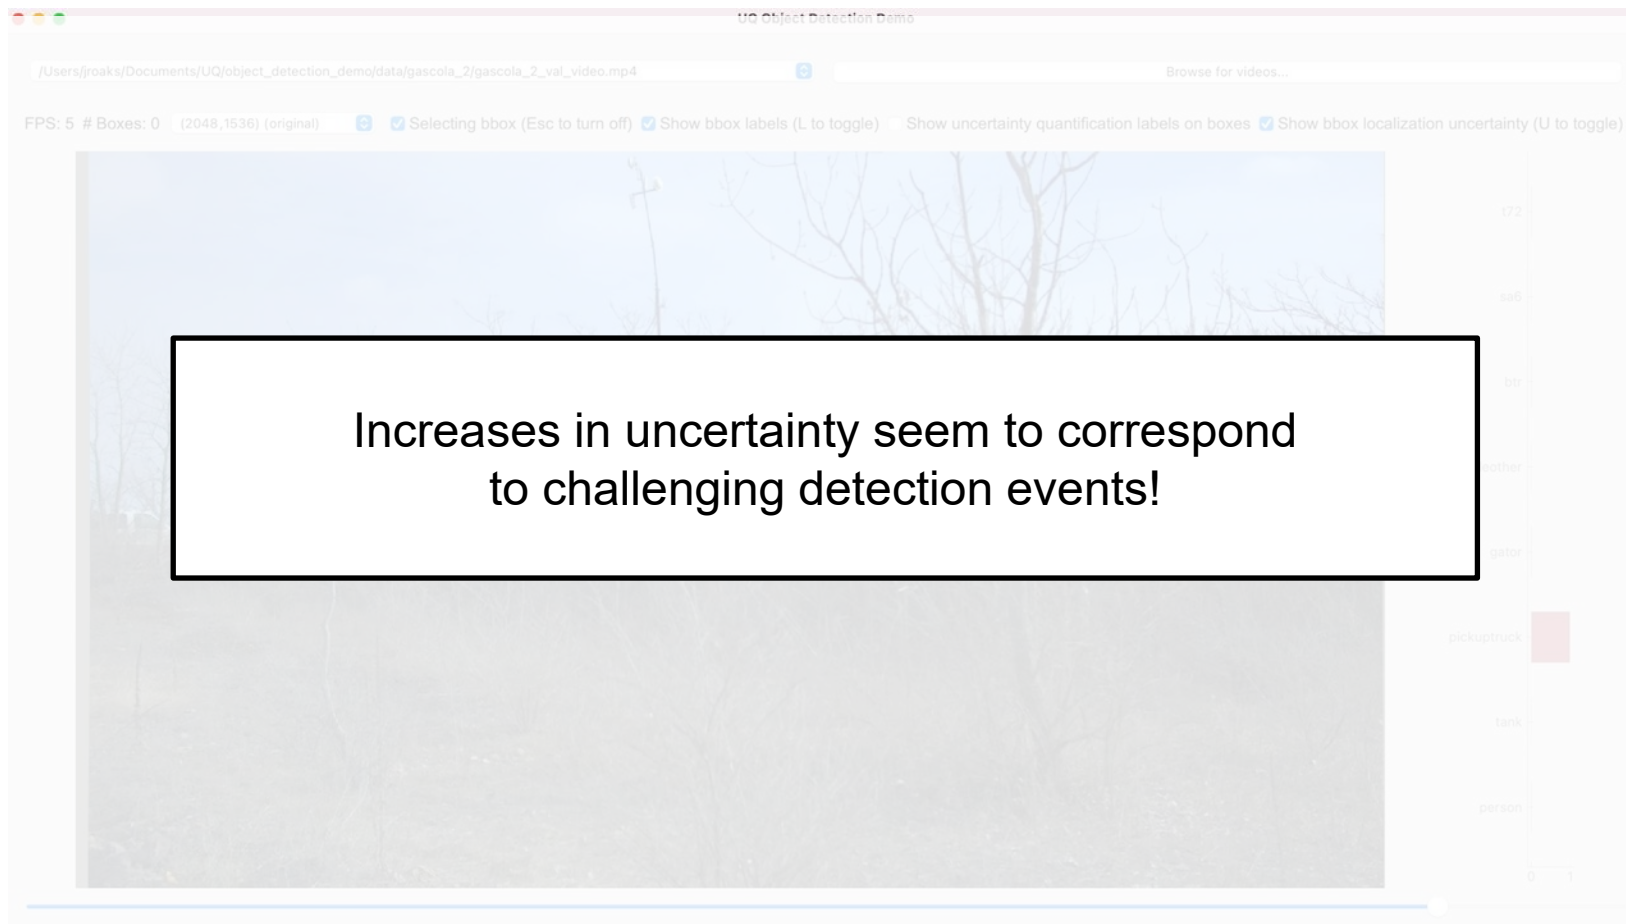 UQ Object Detection Demo
/Users/jroaks/Documents/UQ/object_detection_demo/data/gascola_2/gascola_2_val_video.mp4
Browse for videos...
FPS: 5 # Boxes: 0 (2048,1536) (original) Selecting bbox (Esc to turn off) Show bbox labels (L to toggle) Show uncertainty quantification labels on boxes Show bbox localization uncertainty (U to toggle)
t72
sa6
btr
Increases in uncertainty seem to correspond
to challenging detection events!
aother
gator
pickuptruck
tank
person
0 1